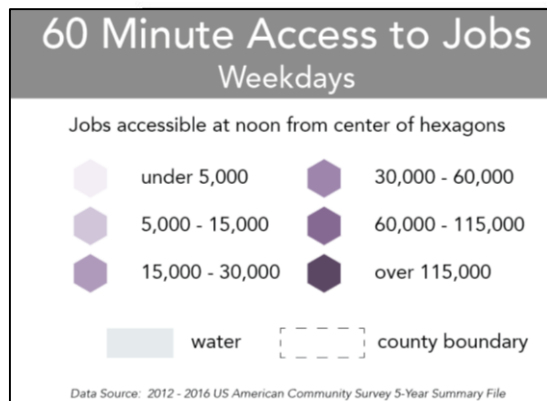 60 Minute Access to Jobs
Weekdays
Jobs accessible at noon from center of hexagons
under 5,000
30,000 - 60,000
5,000 - 15,000
60,000 - 115,000
15,000 - 30,000
over 115,000
water
county boundary
Data Source: 2012 - 2016 US American Community Survey 5-Year Summary File